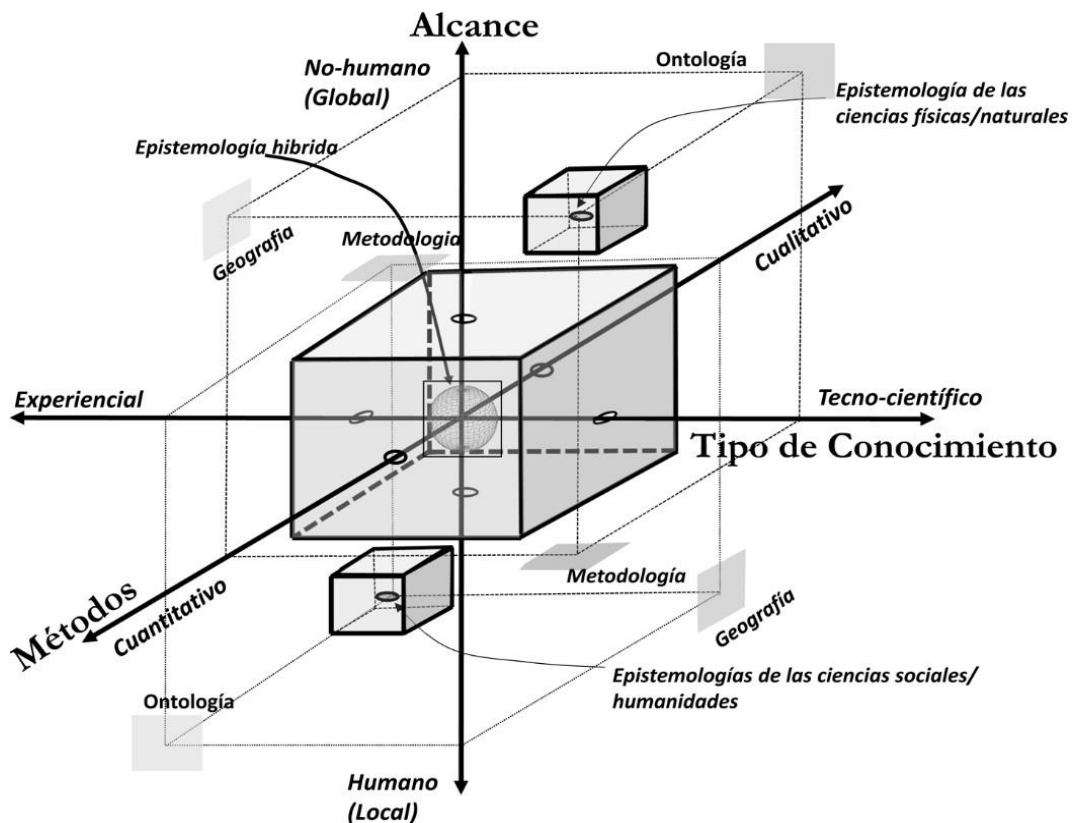 Alcance
No-humano
(Global)
Ontología
Epistemología de las
ciencias físicas/naturales
Epistemología hibrida
Cualitativo
Geografia
Metodologia
Experiencial
Tecno-científico
Tipo de Conocimiento
Métodos
Cuantitativo
Metodología
Geografía
Epistemologías de las ciencias sociales/
humanidades
Ontología
Humano
(Local)